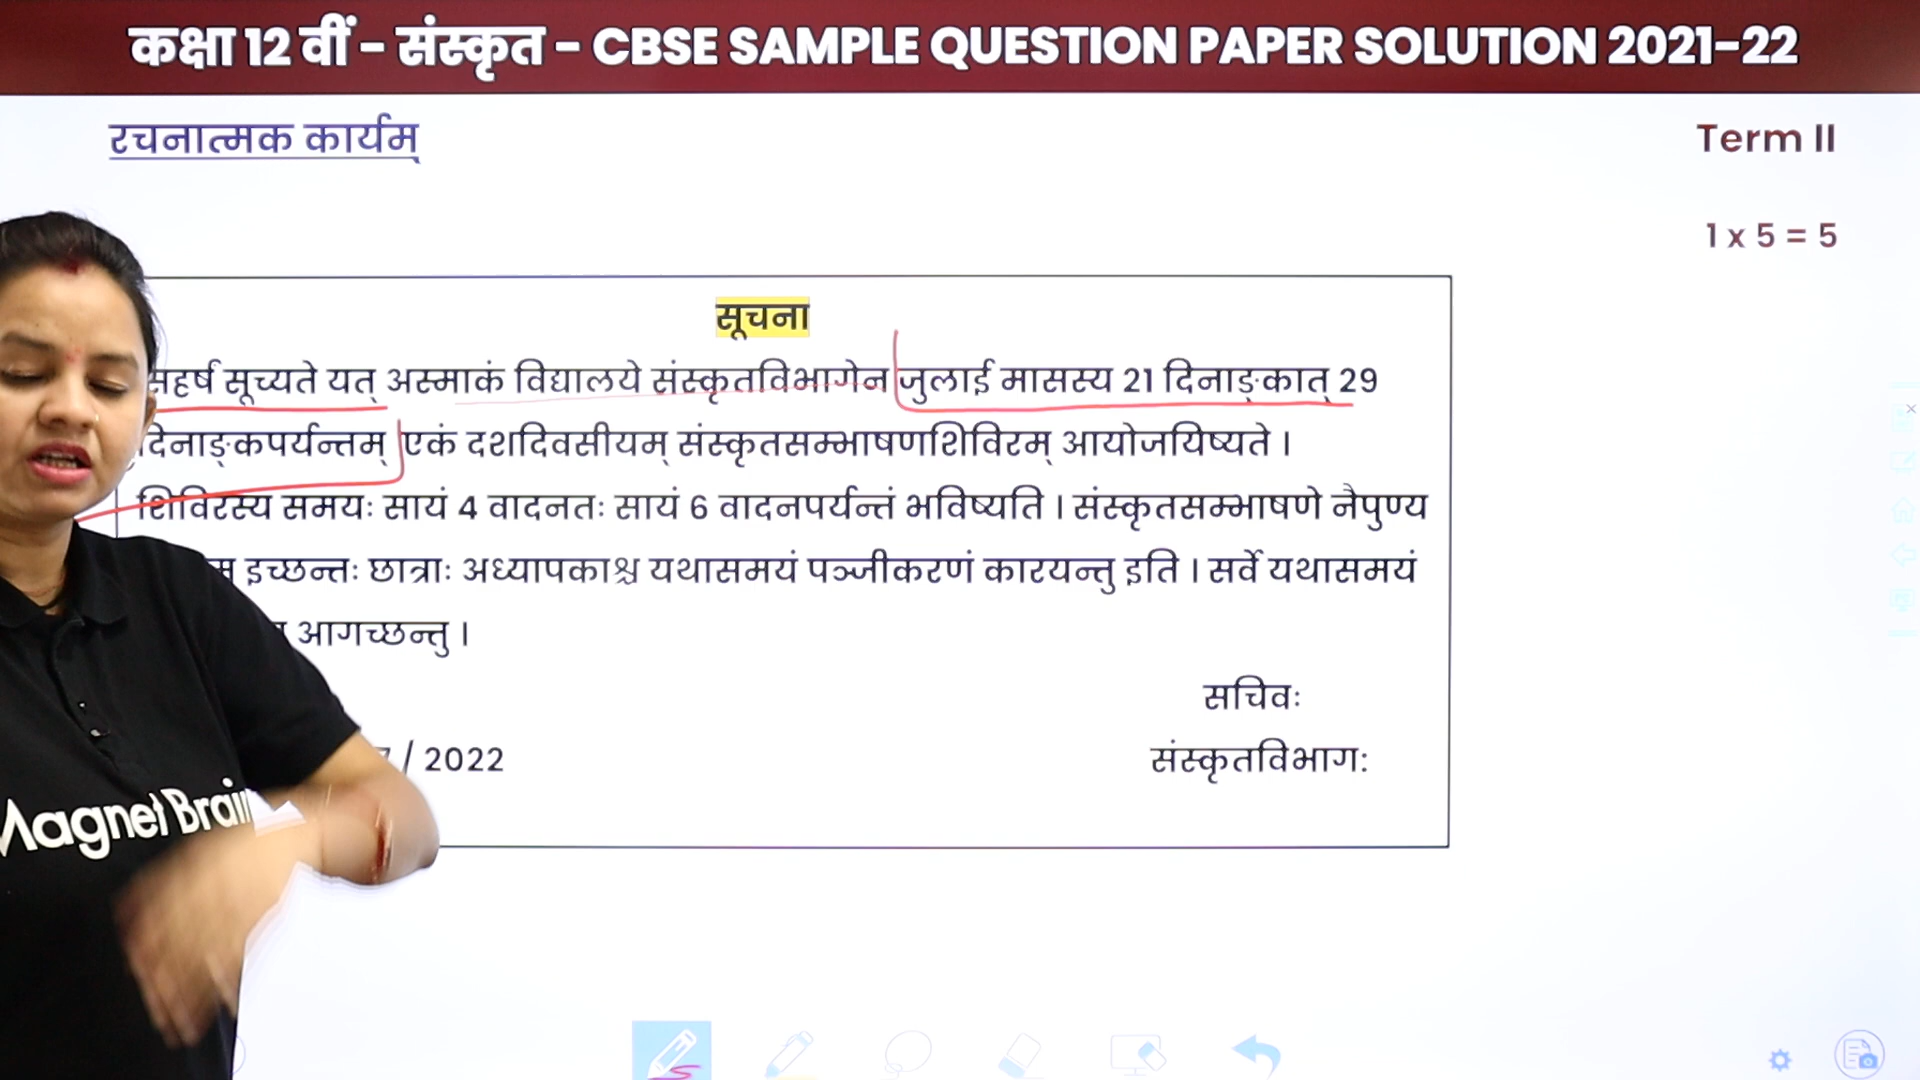 कक्षा 12 वीं - संस्कृत - CBSE SAMPLE QUESTION PAPER SOLUTION 2021-22
रचनात्मक कार्यम्
Term II
1 x 5 = 5
सूचना
सहर्ष सूच्यते यत् अस्माकं विद्यालये संस्कृतविभागेन जुलाई मासस्य 21 दिनाङ्कात् 29
दिनाङ्कपर्यन्तम् एकं दशदिवसीयम् संस्कृतसम्भाषणशिविरम् आयोजयिष्यते ।
शिविरस्य समयः सायं 4 वादनतः सायं 6 वादनपर्यन्तं भविष्यति । संस्कृतसम्भाषणे नैपुण्य
इच्छन्तः छात्राः अध्यापकाश्च यथासमयं पञ्जीकरणं कारयन्तु इति । सर्वे यथासमयं
आगच्छन्तु ।
सचिवः
/ 2022
संस्कृतविभाग:
Magnet Brain